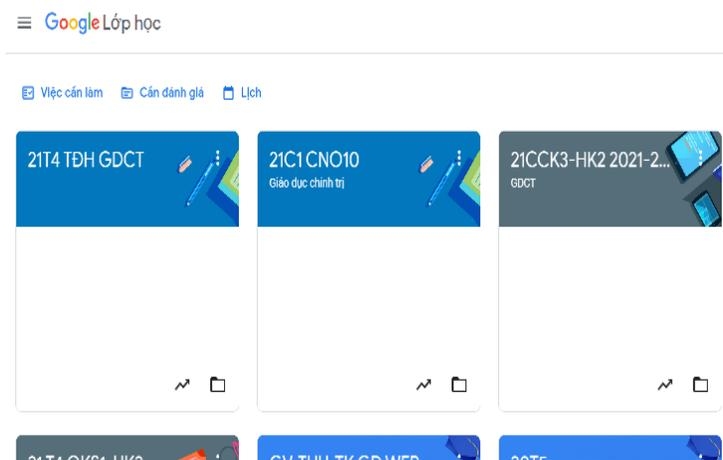 Google Lớp học
Việc cần làm
Cần đánh giá
Lịch
21T4 TĐH GDCT
21C1 CNO10
Giáo dục chính trị
21CCK3-HK2 2021-2...
GDCT